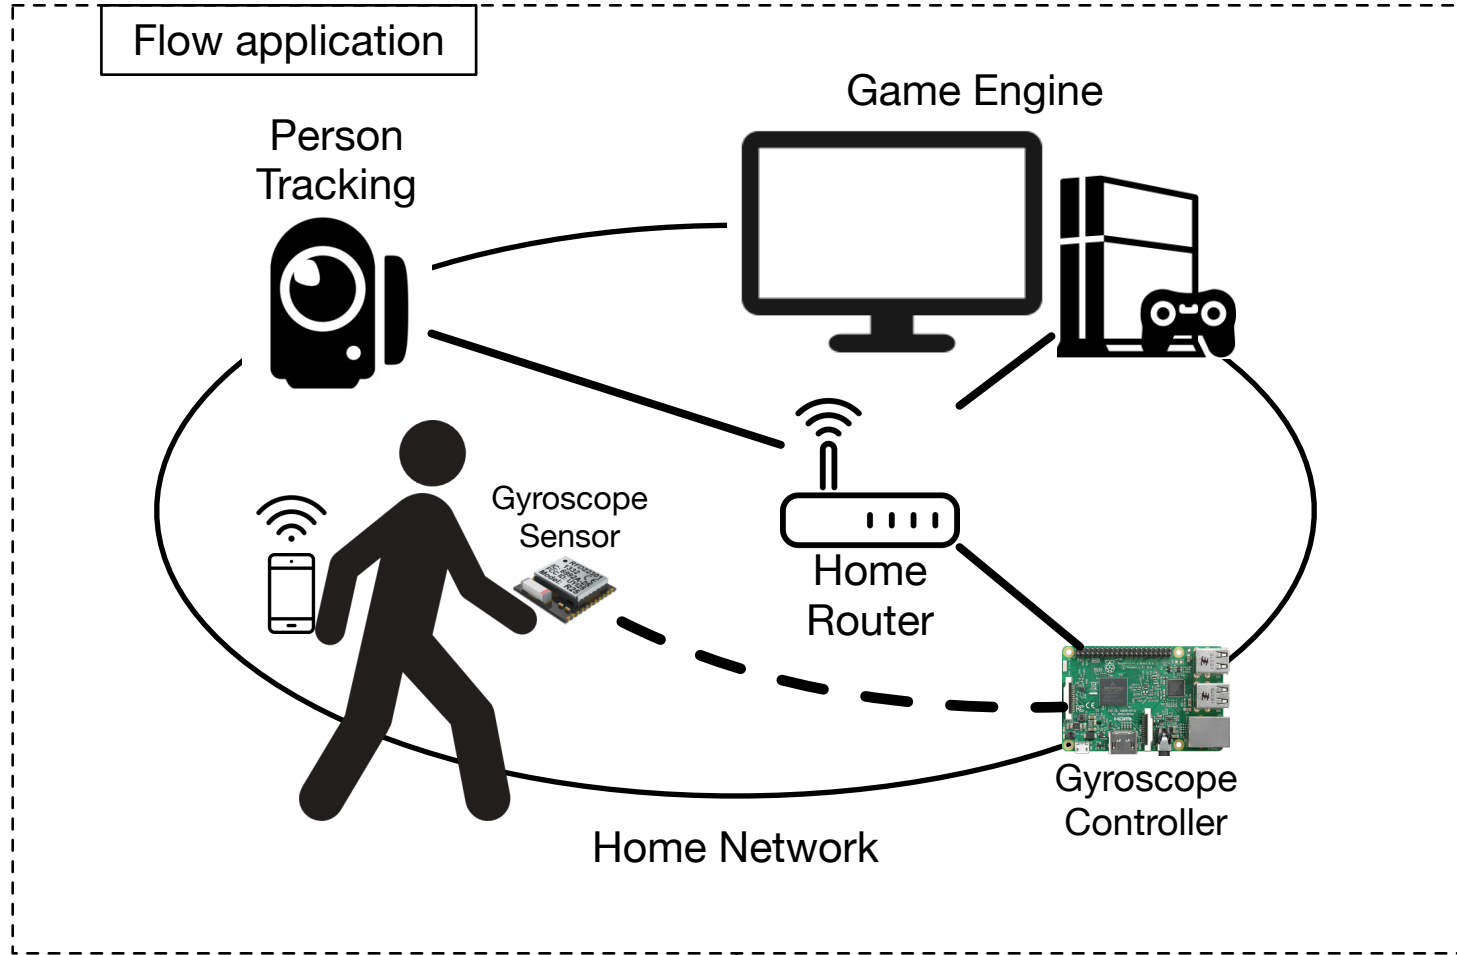 Flow application
Game Engine
Person
Tracking
Gyroscope
Sensor
Home
Router
Gyroscope
Controller
Home Network